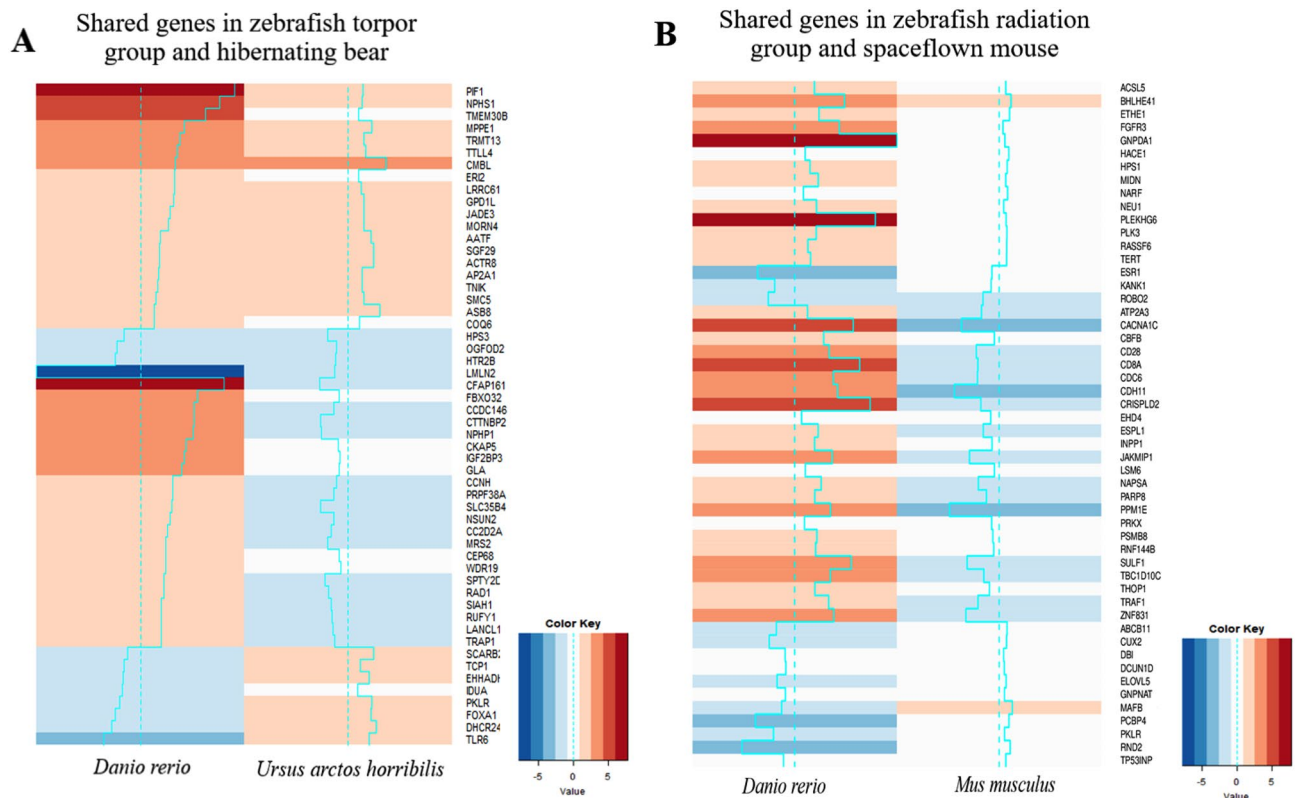 A
Shared genes in zebrafish torpor
group and hibernating bear
PIF1
NPHS1
TMEM30B
MPPE1
TRMT13
TTLL4
CMBL
ERI2
LRRC61
GPD1L
JADE3
MORN4
AATF
SGF29
ACTR8
AP2A1
TNIK
SMC5
ASB8
COQ6
HPS3
OGFOD2
HTR2B
LMLN2
CFAP161
FBXO32
CCDC146
CTTNBP2
NPHP1
CKAP5
IGF2BP3
GLA
CCNH
PRPF38A
SLC35B4
NSUN2
CC2D2A
MRS2
CEP68
WDR19
SPTY2D
RAD1
SIAH1
RUFY1
LANCL1
TRAP1
SCARB
TCP1
EHHADH
IDUA
PKLR
FOXA1
DHCR24
TLR6
Danio rerio
Ursus arctos horribilis
Color Key
-5
0
5
Value
B
Shared genes in zebrafish radiation
group and spaceflown mouse
ACSL5
BHLHE41
ETHE1
FGFR3
GNPDA1
HACE1
HPS1
MIDN
NARF
NEU1
PLEKHG6
PLK3
RASSF6
TERT
ESR1
KANK1
ROBO2
ATP2A3
CACNA1C
CBFB
CD28
CD8A
CDC6
CDH11
CRISPLD2
EHD4
ESPL1
INPP1
JAKMIP1
LSM6
NAPSA
PARP8
PPM1E
PRKX
PSMB8
RNF144B
SULF1
TBC1D10C
THOP1
TRAF1
ZNF831
ABCB11
CUX2
DBI
DCUN1D
ELOVL5
GNPNAT
MAFB
PCBP4
PKLR
RND2
TP53INP
Danio rerio
Mus musculus
Color Key
-5
0
5
Value